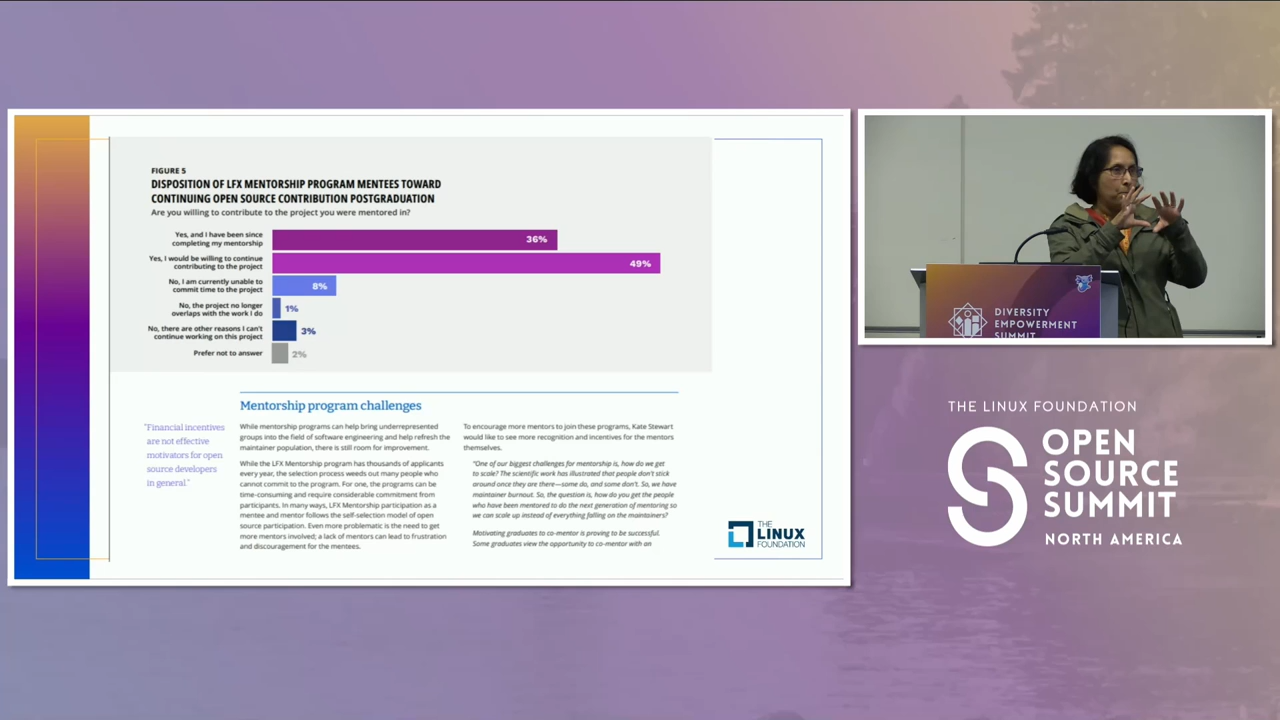 FIGURE 5
DISPOSITION OF LFX MENTORSHIP PROGRAM MENTEES TOWARD
CONTINUING OPEN SOURCE CONTRIBUTION POSTGRADUATION
Are you willing to contribute to the project you were mentored in?
Yes, and I have been since
completing my mentorship
36%
Yes, I would be willing to continue
contributing to the project
49%
No, I am currently unable to
commit time to the project
8%
No, the project no longer
overlaps with the work I do
1%
No, there are other reasons I can't
continue working on this project
3%
Prefer not to answer
2%
Mentorship program challenges
"Financial incentives
are not effective
motivators for open
source developers
in general."
While mentorship programs can help bring underrepresented
groups into the field of software engineering and help refresh the
maintainer population, there is still room for improvement.
While the LFX Mentorship program has thousands of applicants
every year, the selection process weeds out many people who
cannot commit to the program. For one, the programs can be
time-consuming and require considerable commitment from
participants. In many ways, LFX Mentorship participation as a
mentee and mentor follows the self-selection model of open
source participation. Even more problematic is the need to get
more mentors involved; a lack of mentors can lead to frustration
and discouragement for the mentees.
To encourage more mentors to join these programs, Kate Stewart
would like to see more recognition and incentives for the mentors
themselves.
"One of our biggest challenges for mentorship is, how do we get
to scale? The scientific work has illustrated that people don't stick
around once they are there—some do, and some don't. So, we have
maintainer burnout. So, the question is, how do you get the people
who have been mentored to do the next generation of mentoring so
we can scale up instead of everything falling on the maintainers?
Motivating graduates to co-mentor is proving to be successful.
Some graduates view the opportunity to co-mentor with an
THE
LINUX
FOUNDATION
DIVERSITY
EMPOWERMENT
SUMMIT
THE LINUX FOUNDATION
OPEN
SOURCE
SUMMIT
NORTH AMERICA